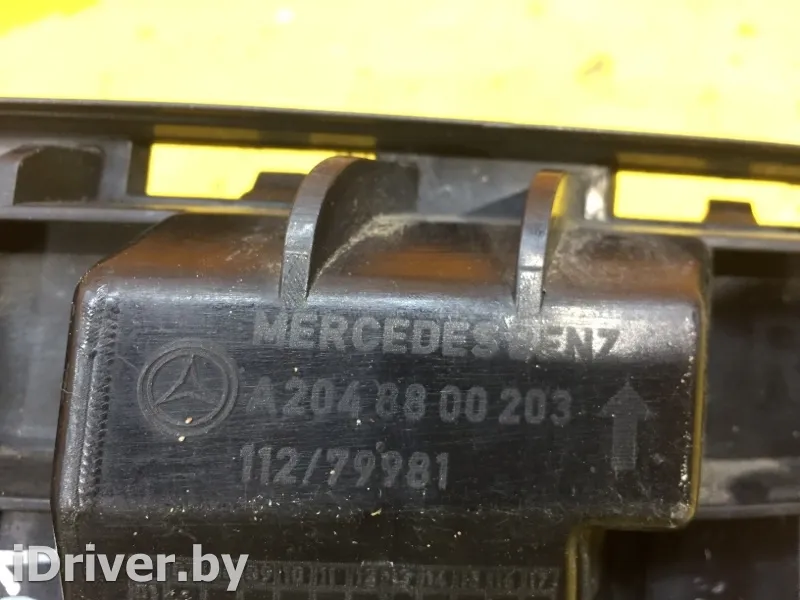 MERCEDES BENZ
A 204 88 00 203
112/79981
iDriver.by